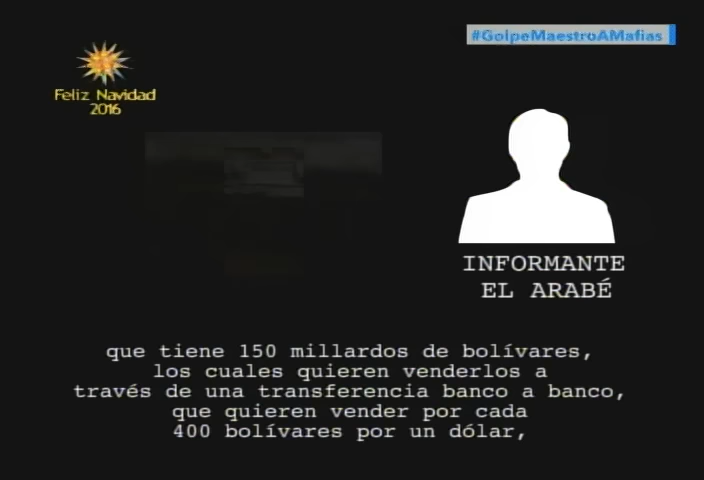 #GolpeMaestroAMafias
Feliz Navidad
2016
INFORMANTE
EL ARABÉ
que tiene 150 millardos de bolívares,
los cuales quieren venderlos a
través de una transferencia banco a banco,
que quieren vender por cada
400 bolívares por un dólar,